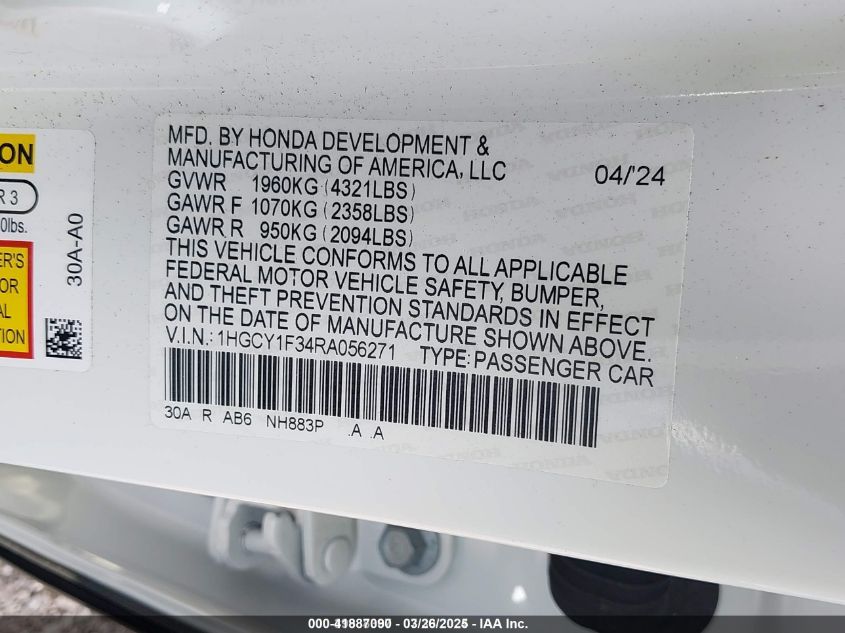 ON
R 3
0lbs.
ER'S
OR
AL
TION
30A-A0
MFD. BY HONDA DEVELOPMENT &
MANUFACTURING OF AMERICA, LLC 04/'24
GVWR 1960KG (4321LBS)
GAWR F 1070KG (2358LBS)
GAWR R 950KG (2094LBS)
THIS VEHICLE CONFORMS TO ALL APPLICABLE
FEDERAL MOTOR VEHICLE SAFETY, BUMPER,
AND THEFT PREVENTION STANDARDS IN EFFECT
ON THE DATE OF MANUFACTURE SHOWN ABOVE.
V.I.N.: 1HGCY1F34RA056271 TYPE: PASSENGER CAR
30A R AB6 NH883P .A .A
000-41887090 / 03/26/2025 - IAA Inc.